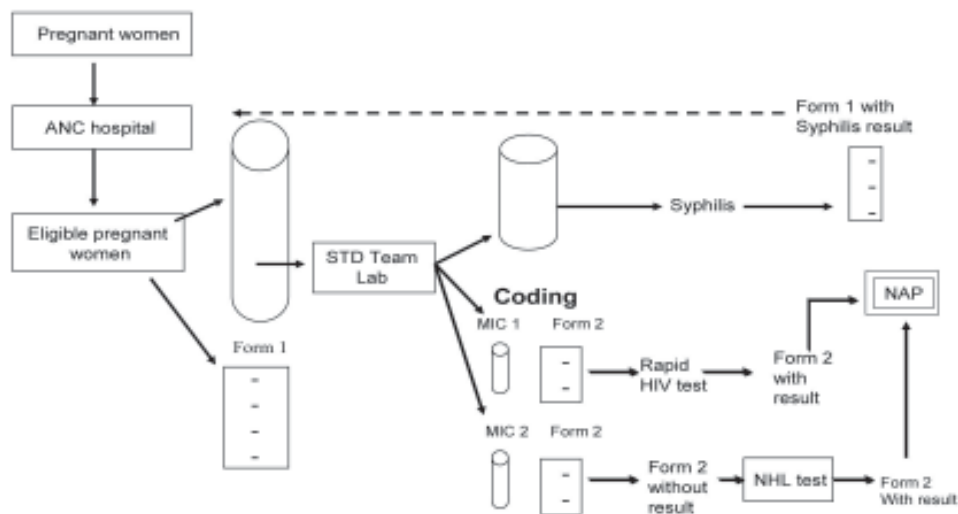 Pregnant women
ANC hospital
Eligible pregnant
women
Form 1
STD Team
Lab
Syphilis
Form 1 with
Syphilis result
Coding
MIC 1
Form 2
Rapid
HIV test
Form 2
with
result
NAP
MIC 2
Form 2
Form 2
without
result
NHL test
Form 2
With result